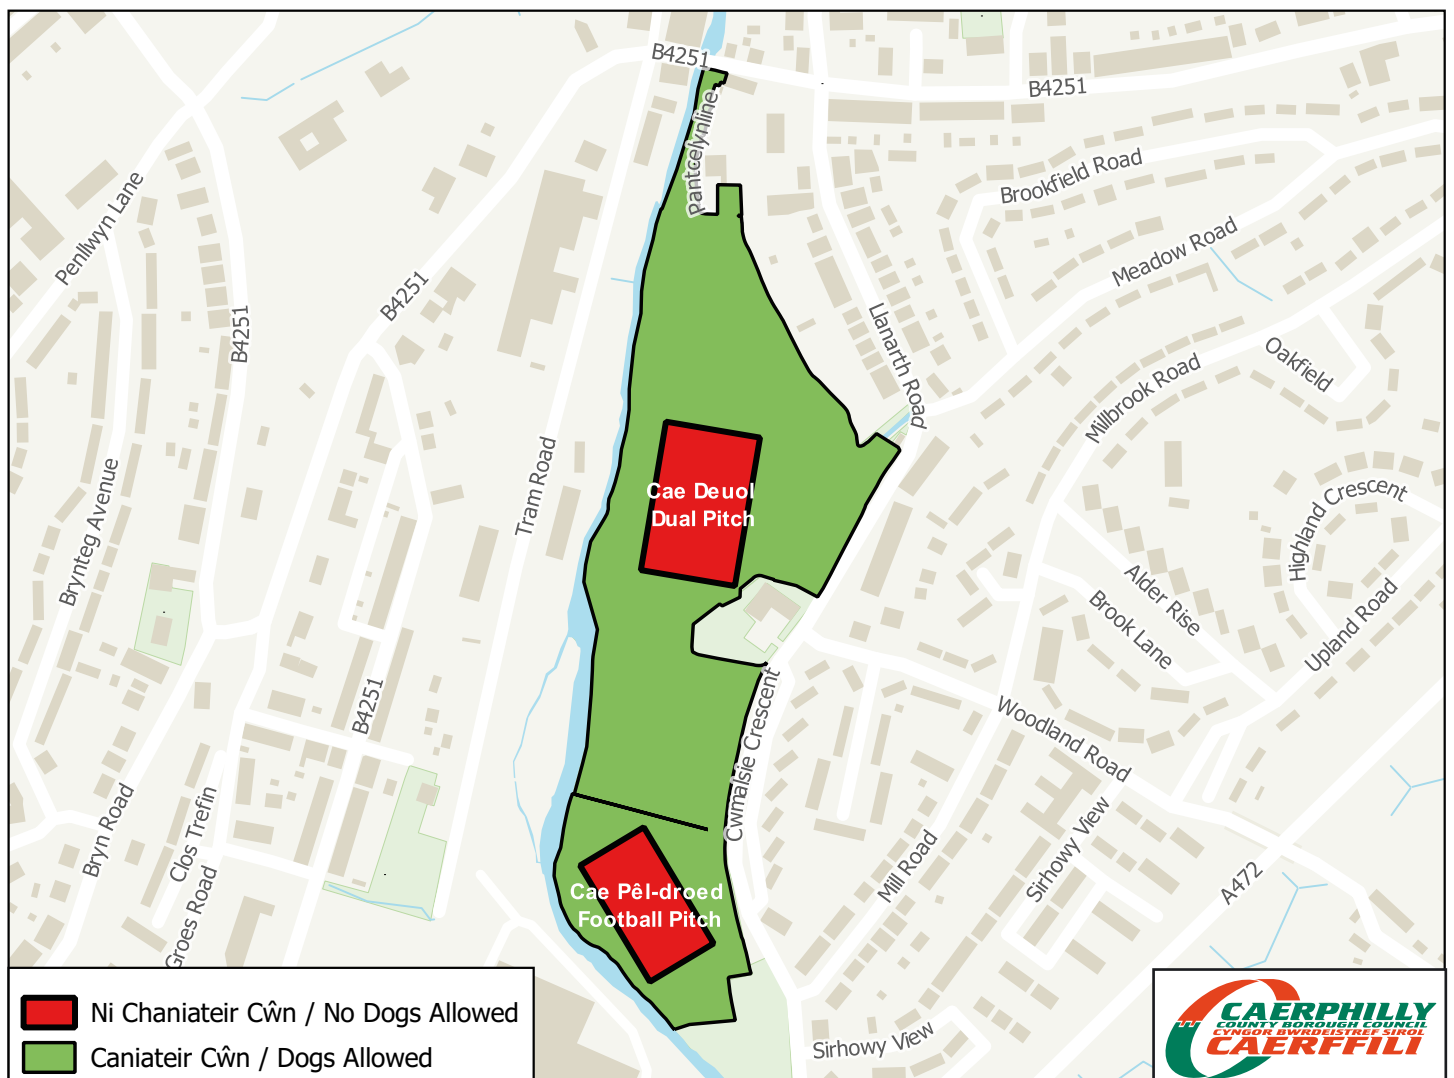 B4251
B4251
Pantcelynline
Brookfield Road
Penllwyn Lane
Meadow Road
B4251
B4251
Llanarth Road
Oakfield
Millbrook Road
Tram Road
Brynteg Avenue
Cae Deuol
Dual Pitch
Highland Crescent
Alder Rise
Brook Lane
Upland Road
B4251
Cwmalsie Crescent
Woodland Road
Bryn Road
Clos Trefin
Groes Road
Mill Road
Sirhowy View
A472
Cae Pêl-droed
Football Pitch
Sirhowy View
Ni Chaniateir Cŵn / No Dogs Allowed
Caniateir Cŵn / Dogs Allowed
CAERPHILLY
COUNTY BOROUGH COUNCIL
CYNGOR BWRDEISTREF SIROL
CAERFFILI